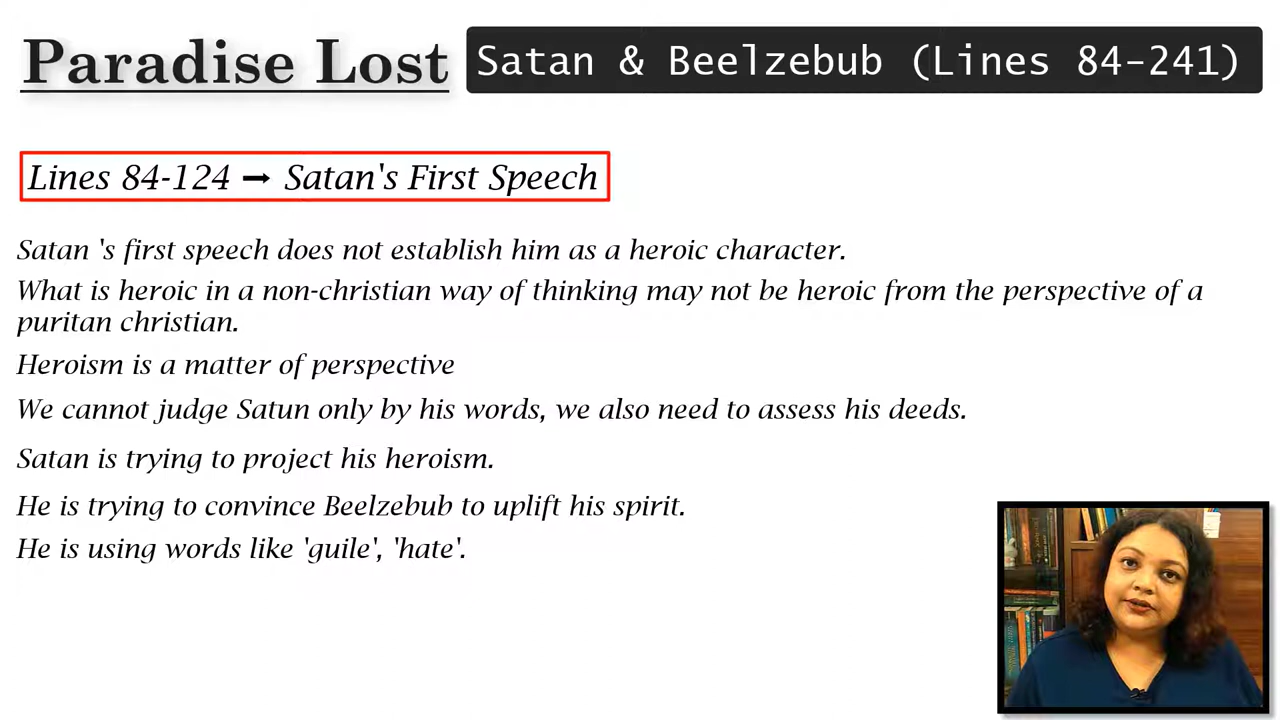 Paradise Lost
Satan & Beelzebub (Lines 84-241)
Lines 84-124 ➞ Satan's First Speech
Satan 's first speech does not establish him as a heroic character.
What is heroic in a non-christian way of thinking may not be heroic from the perspective of a
puritan christian.
Heroism is a matter of perspective
We cannot judge Satun only by his words, we also need to assess his deeds.
Satan is trying to project his heroism.
He is trying to convince Beelzebub to uplift his spirit.
He is using words like 'guile', 'hate'.